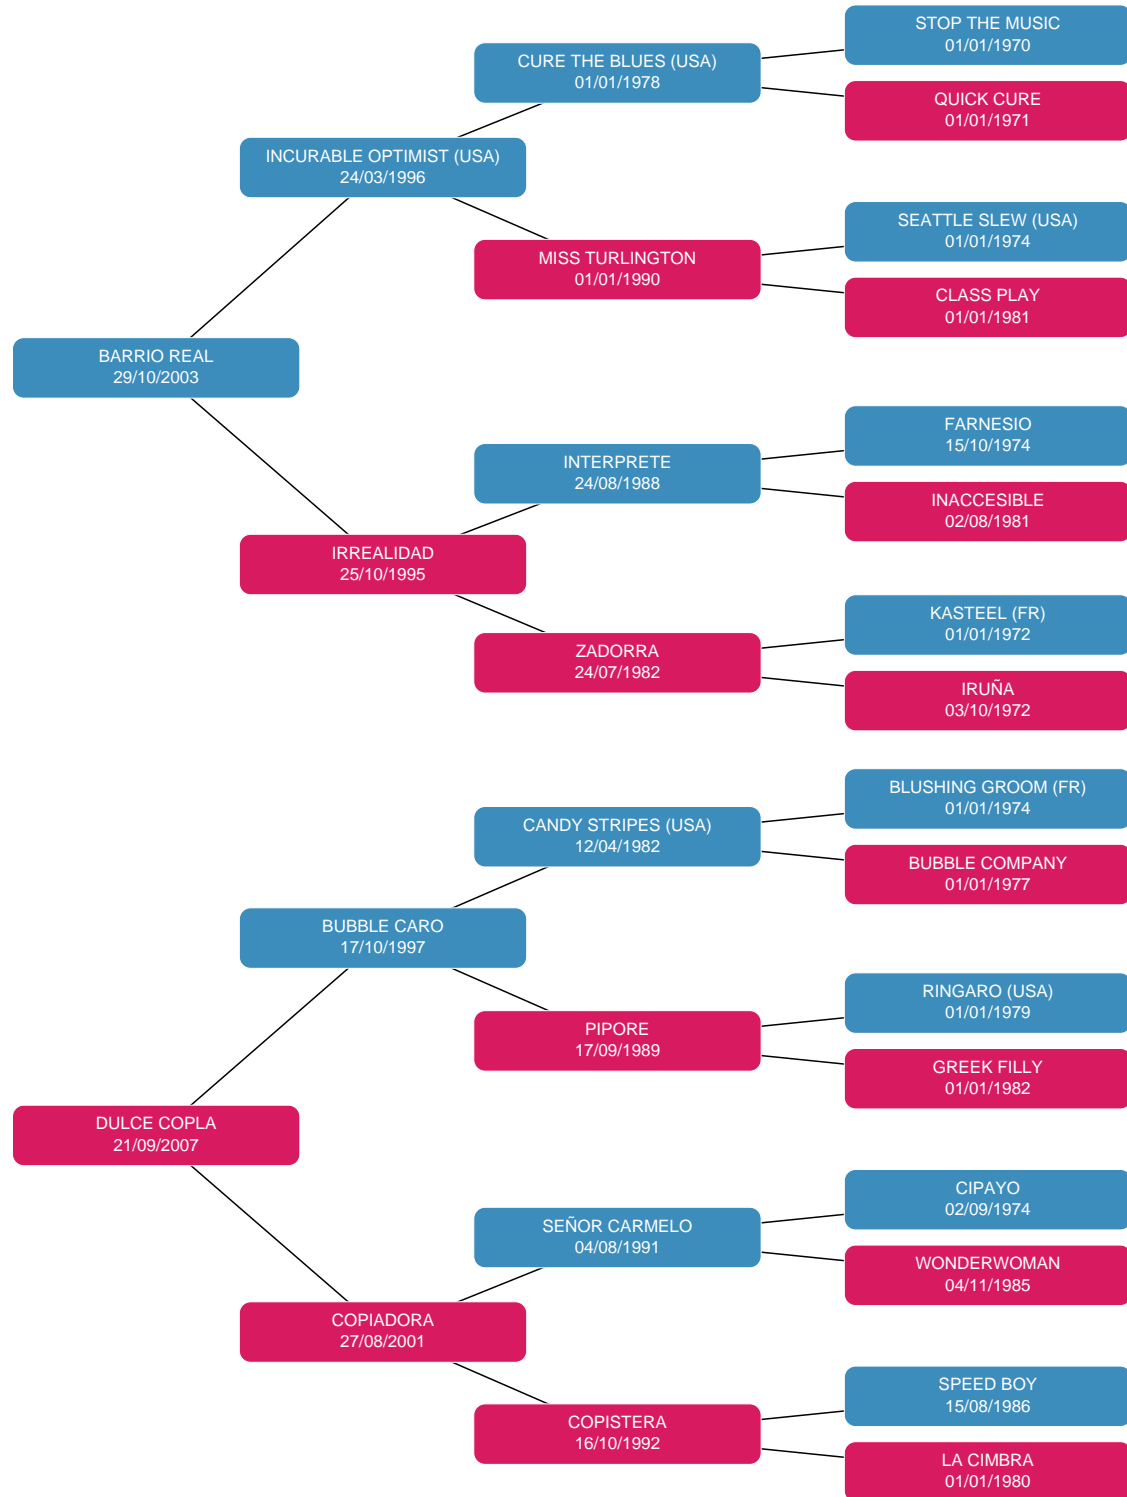 STOP THE MUSIC
01/01/1970
CURE THE BLUES (USA)
01/01/1978
QUICK CURE
01/01/1971
INCURABLE OPTIMIST (USA)
24/03/1996
SEATTLE SLEW (USA)
01/01/1974
MISS TURLINGTON
01/01/1990
CLASS PLAY
01/01/1981
BARRIO REAL
29/10/2003
FARNESIO
15/10/1974
INTERPRETE
24/08/1988
INACCESIBLE
02/08/1981
IRREALIDAD
25/10/1995
KASTEEL (FR)
01/01/1972
ZADORRA
24/07/1982
IRUÑA
03/10/1972
BLUSHING GROOM (FR)
01/01/1974
CANDY STRIPES (USA)
12/04/1982
BUBBLE COMPANY
01/01/1977
BUBBLE CARO
17/10/1997
RINGARO (USA)
01/01/1979
PIPORE
17/09/1989
GREEK FILLY
01/01/1982
DULCE COPLA
21/09/2007
CIPAYO
02/09/1974
SEÑOR CARMELO
04/08/1991
WONDERWOMAN
04/11/1985
COPIADORA
27/08/2001
SPEED BOY
15/08/1986
COPISTERA
16/10/1992
LA CIMBRA
01/01/1980